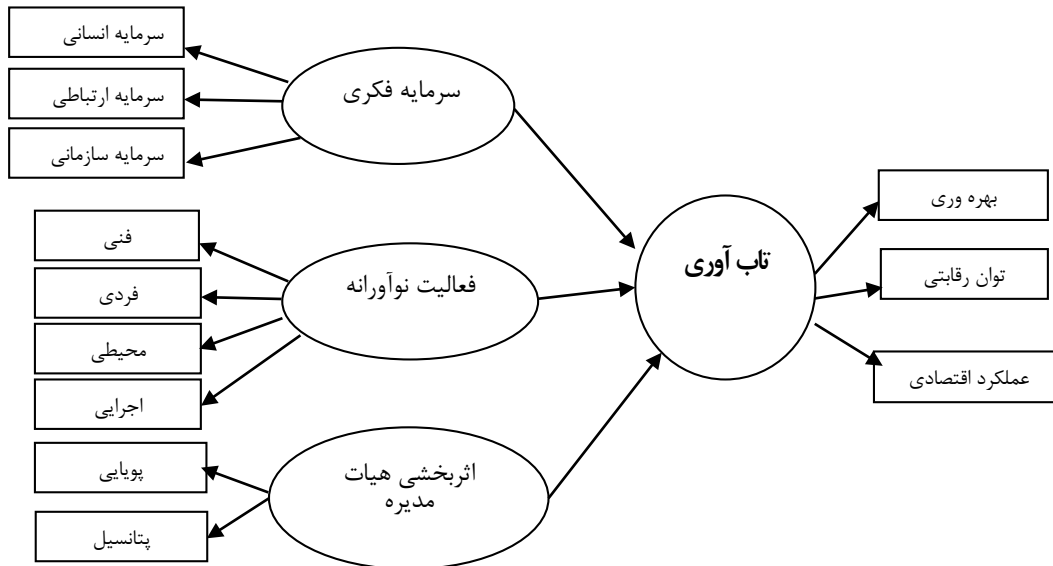 سرمایه انسانی
سرمایه ارتباطی
سرمایه سازمانی
سرمایه فکری
فنی
فردی
محیطی
اجرایی
فعالیت نوآورانه
پویایی
پتانسیل
اثربخشی هیات
مدیره
تاب آوری
بهره وری
توان رقابتی
عملکرد اقتصادی